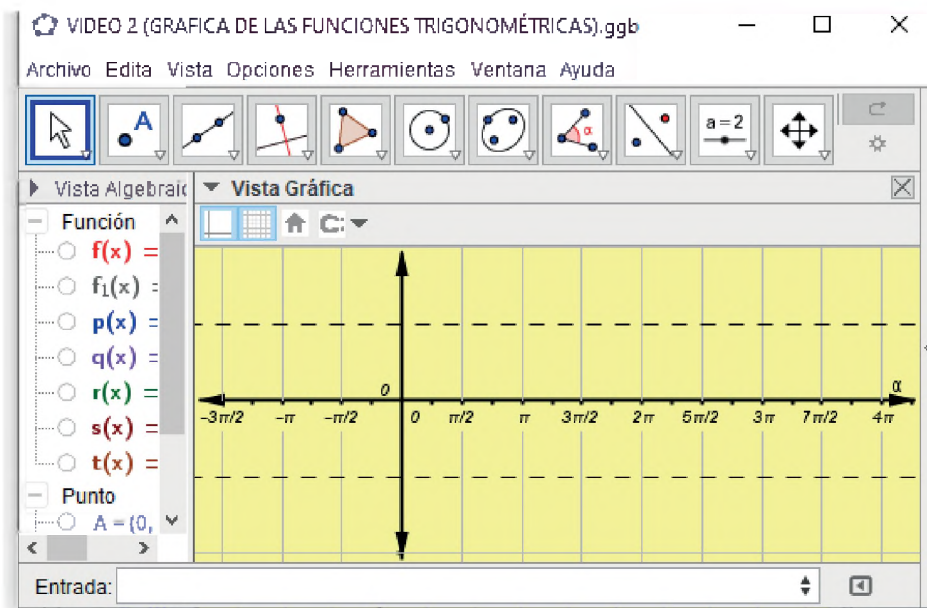 VIDEO 2 (GRAFICA DE LAS FUNCIONES TRIGONOMÉTRICAS).ggb
Archivo Edita Vista Opciones Herramientas Ventana Ayuda
A α a = 2
Vista Algebraic Vista Gráfica
Función
f(x) =
f₁(x) :
p(x) =
q(x) =
r(x) =
s(x) =
t(x) =
Punto
A = (0,
0 α
-3π/2 -π -π/2 0 π/2 π 3π/2 2π 5π/2 3π 7π/2 4π
Entrada: